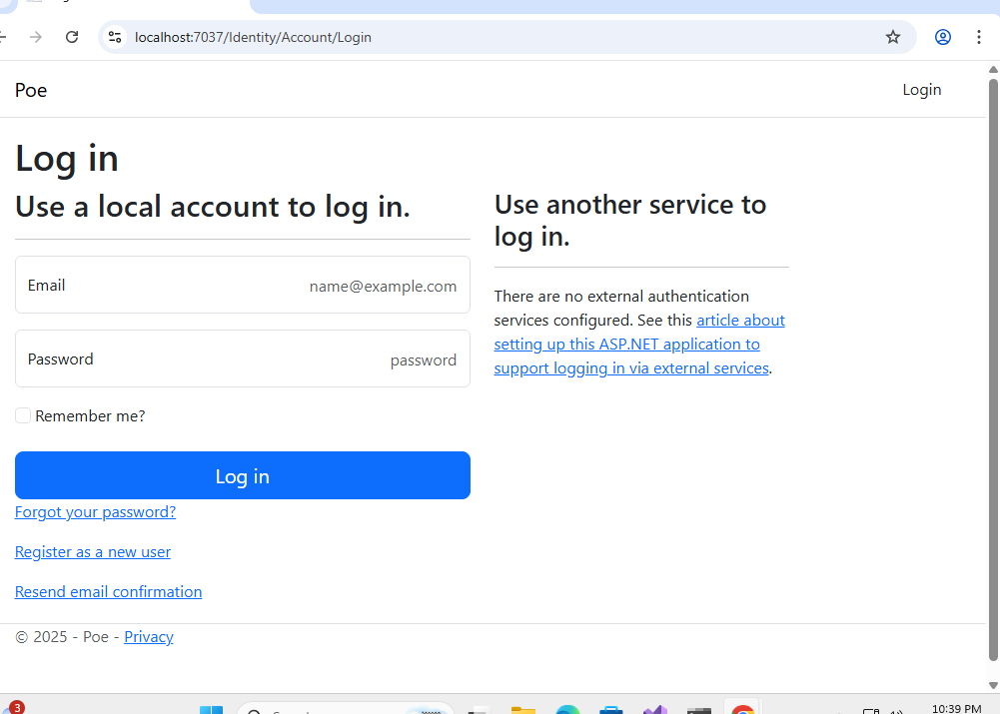 localhost:7037/Identity/Account/Login
Poe
Login
Log in
Use a local account to log in.
Email
name@example.com
Password
password
Remember me?
Log in
Forgot your password?
Register as a new user
Resend email confirmation
Use another service to
log in.
There are no external authentication
services configured. See this article about
setting up this ASP.NET application to
support logging in via external services.
© 2025 - Poe - Privacy
3
10:39 PM